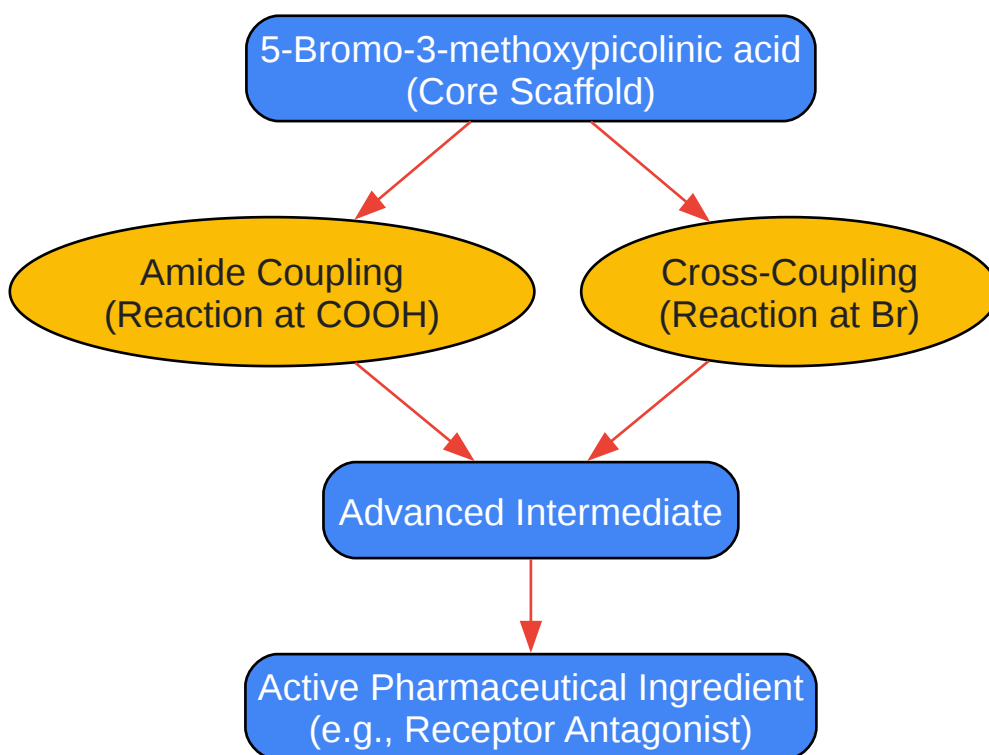 5-Bromo-3-methoxypicolinic acid
(Core Scaffold)
Amide Coupling
(Reaction at COOH)
Cross-Coupling
(Reaction at Br)
Advanced Intermediate
Active Pharmaceutical Ingredient
(e.g., Receptor Antagonist)